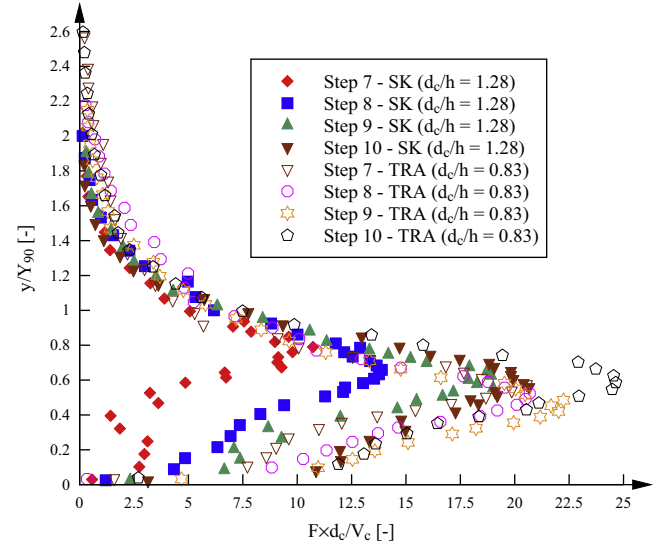 2.6
2.4
2.2
2
1.8
1.6
1.4
1.2
1
0.8
0.6
0.4
0.2
0
y/Y90 [-]
Step 7 - SK (dc/h = 1.28)
Step 8 - SK (dc/h = 1.28)
Step 9 - SK (dc/h = 1.28)
Step 10 - SK (dc/h = 1.28)
Step 7 - TRA (dc/h = 0.83)
Step 8 - TRA (dc/h = 0.83)
Step 9 - TRA (dc/h = 0.83)
Step 10 - TRA (dc/h = 0.83)
0 2.5 5 7.5 10 12.5 15 17.5 20 22.5 25
F×dc/Vc [-]